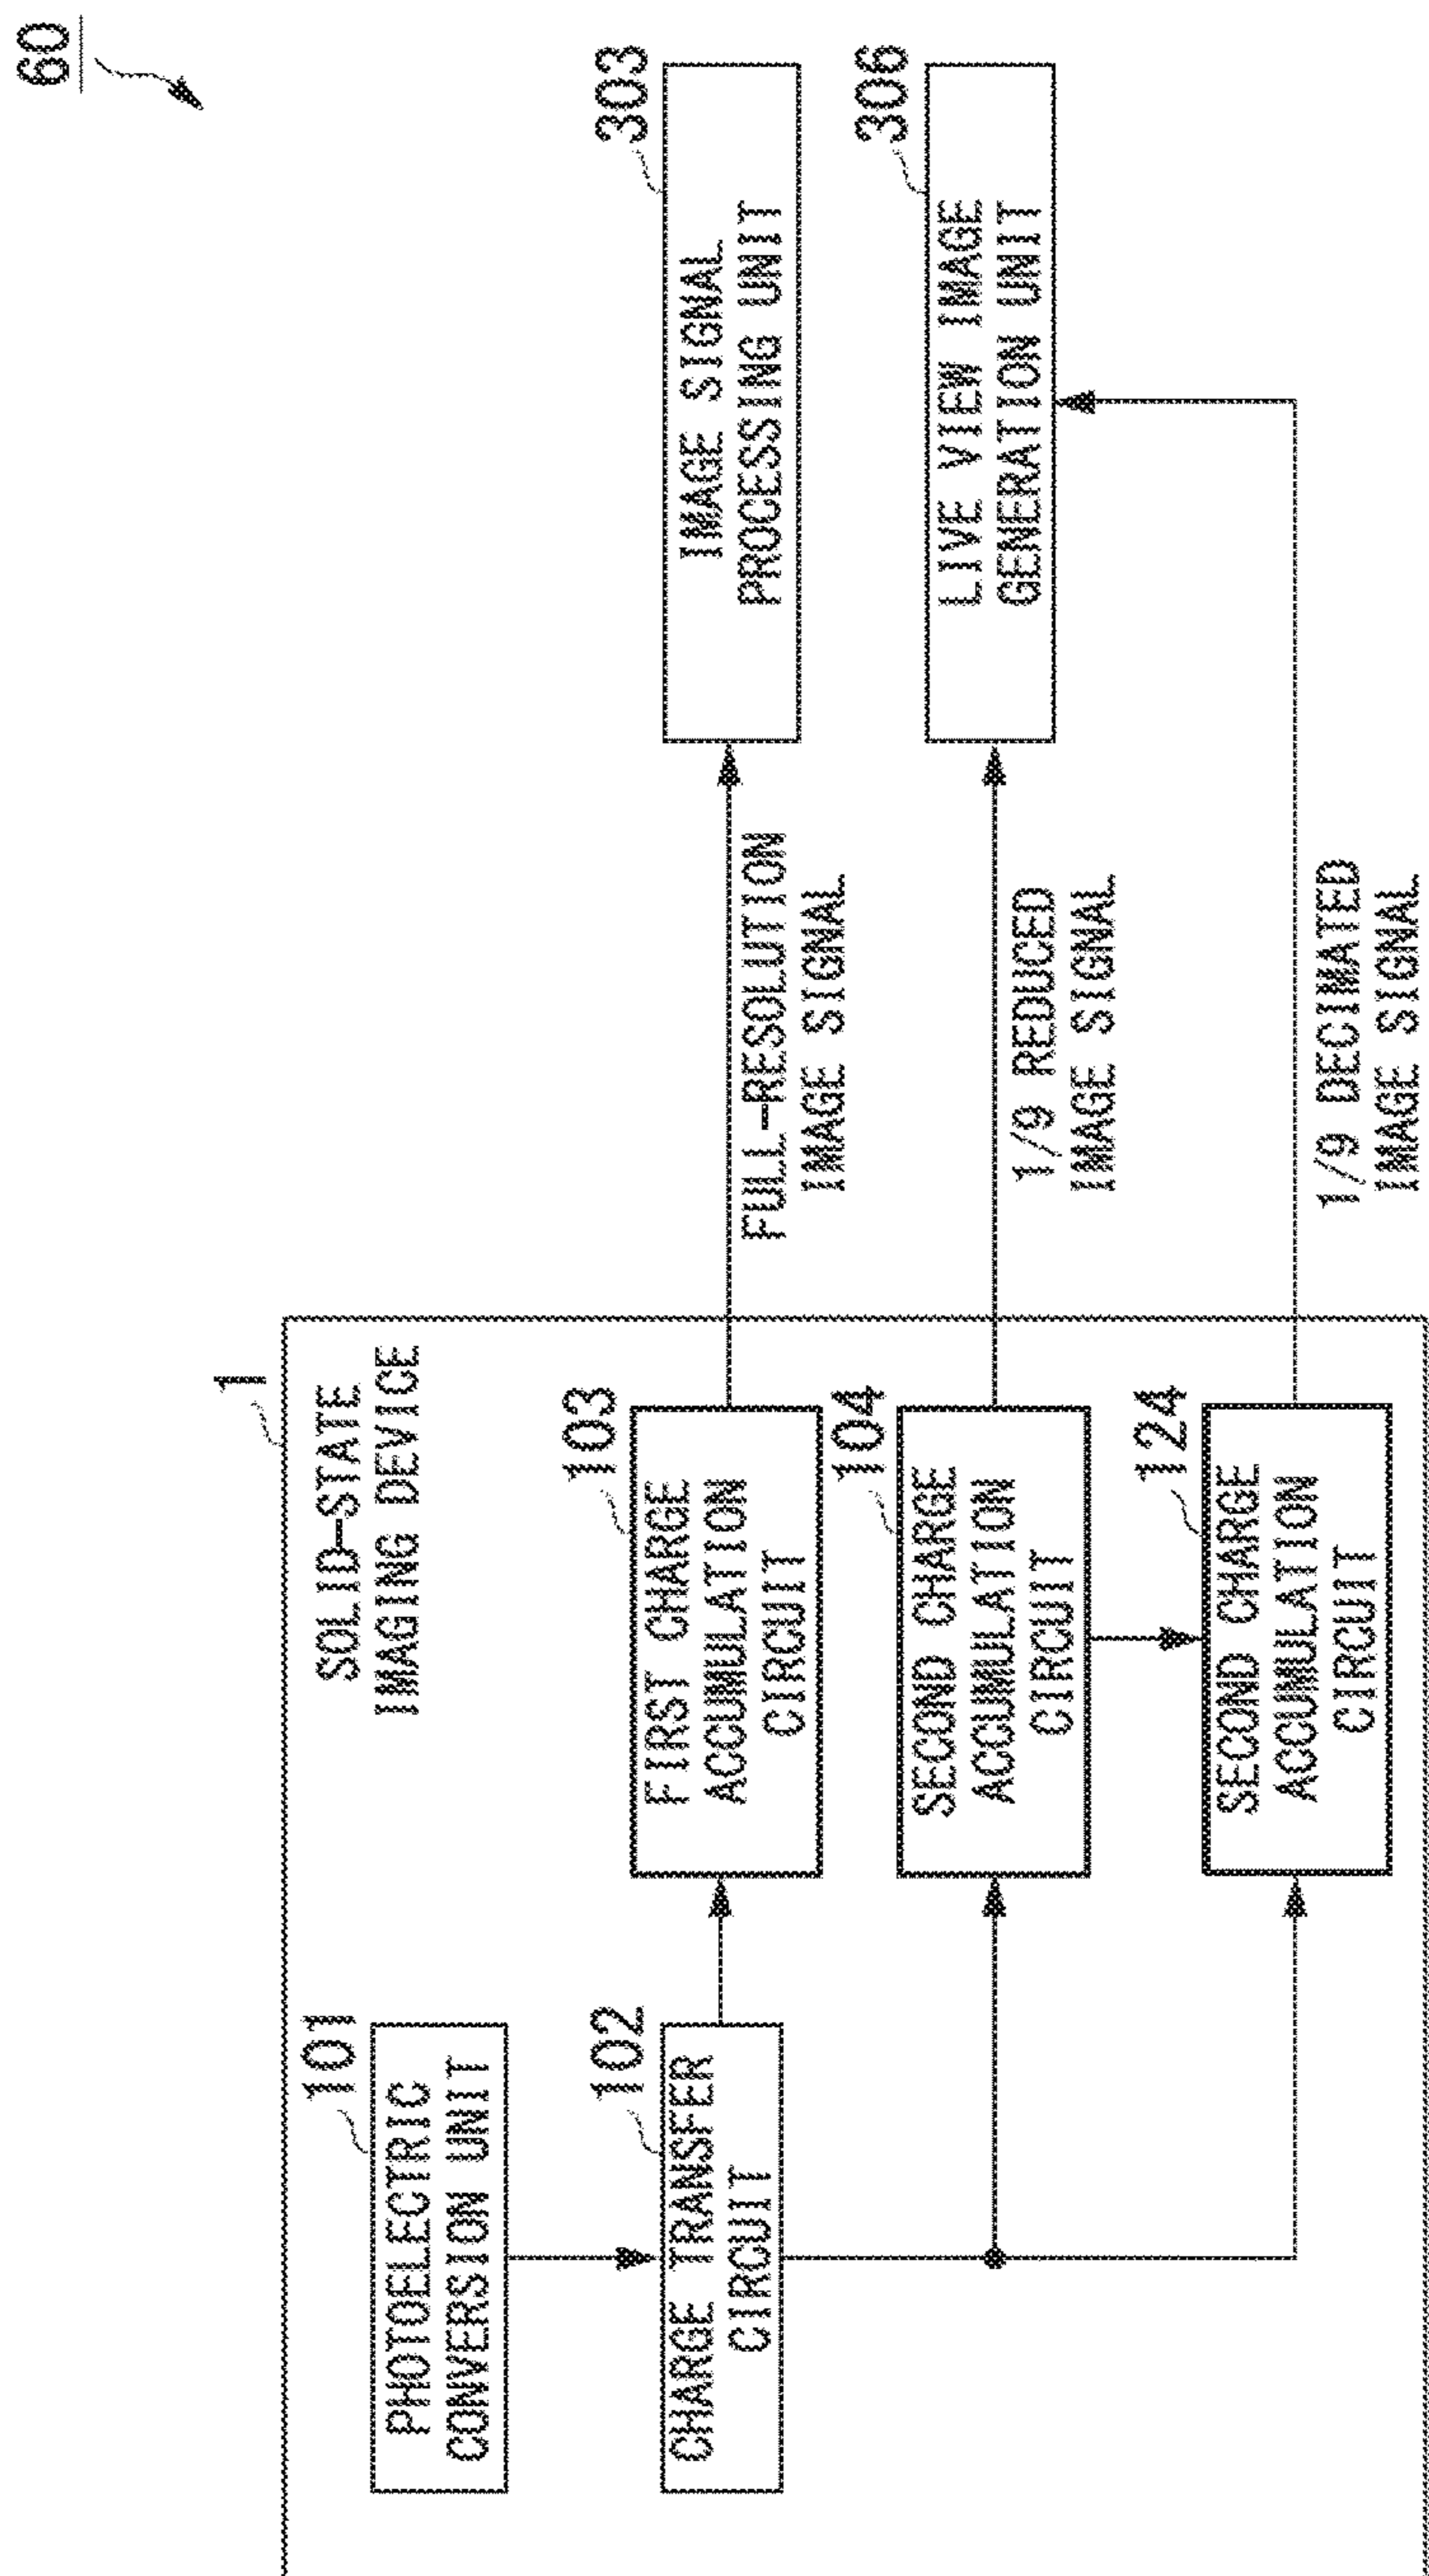 60
1
SOLID-STATE
IMAGING DEVICE
101
PHOTOELECTRIC
CONVERSION UNIT
102
CHARGE TRANSFER
CIRCUIT
103
FIRST CHARGE
ACCUMULATION
CIRCUIT
FULL-RESOLUTION
IMAGE SIGNAL
303
IMAGE SIGNAL
PROCESSING UNIT
104
SECOND CHARGE
ACCUMULATION
CIRCUIT
1/9 REDUCED
IMAGE SIGNAL
306
LIVE VIEW IMAGE
GENERATION UNIT
124
SECOND CHARGE
ACCUMULATION
CIRCUIT
1/9 DECIMATED
IMAGE SIGNAL